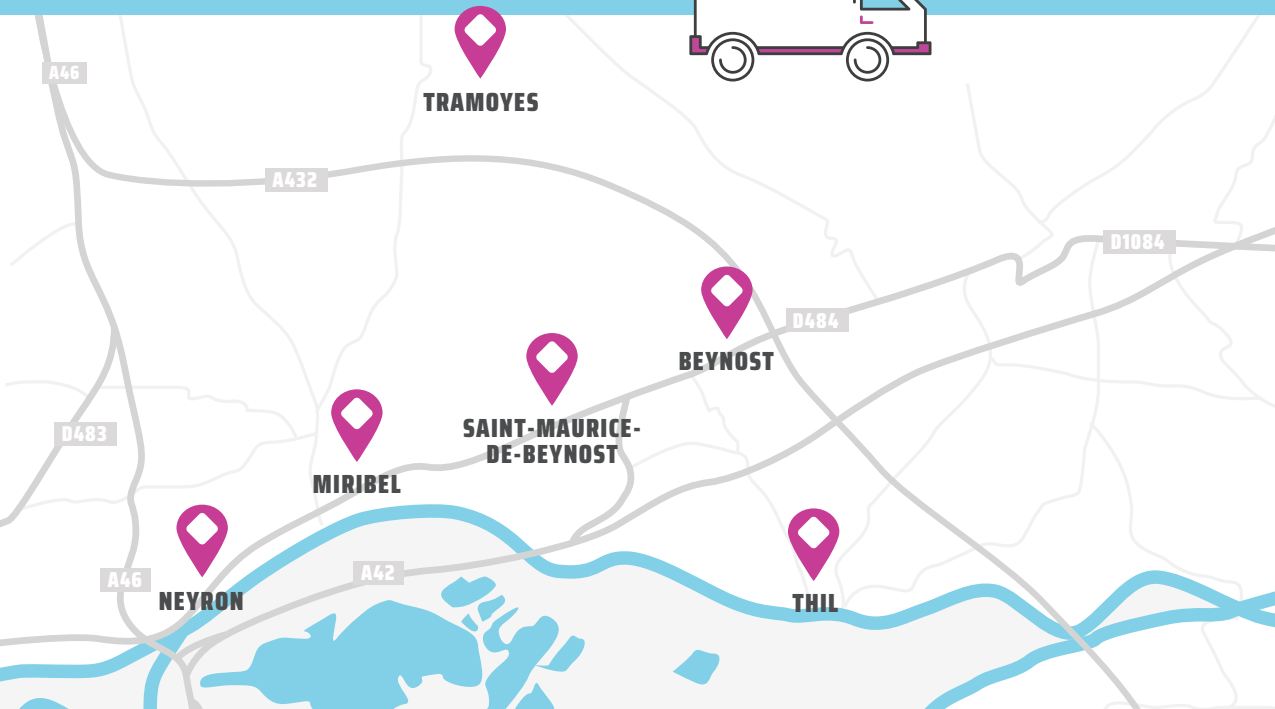 A46
TRAMOYES
A432
D1084
D484
BEYNOST
SAINT-MAURICE-
DE-BEYNOST
D483
MIRIBEL
A46
NEYRON
A42
THIL